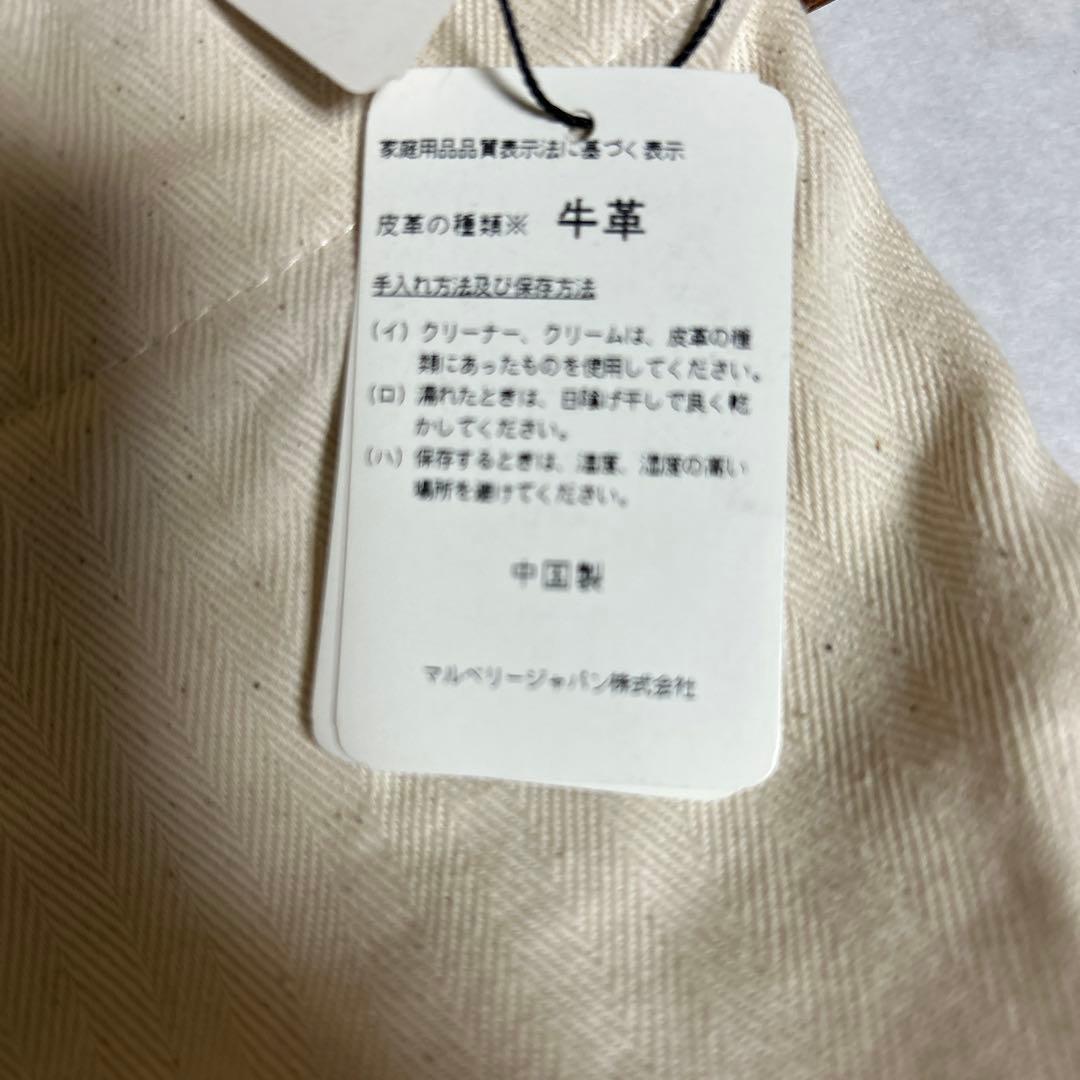 家庭用品品質表示法に基づく表示
皮革の種類※ 牛革
手入れ方法及び保存方法
(イ) クリーナー、クリームは、皮革の種
類にあったものを使用してください。
(ロ) 濡れたときは、日陰げ干しで良く乾
かしてください。
(ハ) 保存するときは、温度、湿度の高い
場所を避けてください。
中国製
マルベリージャパン株式会社